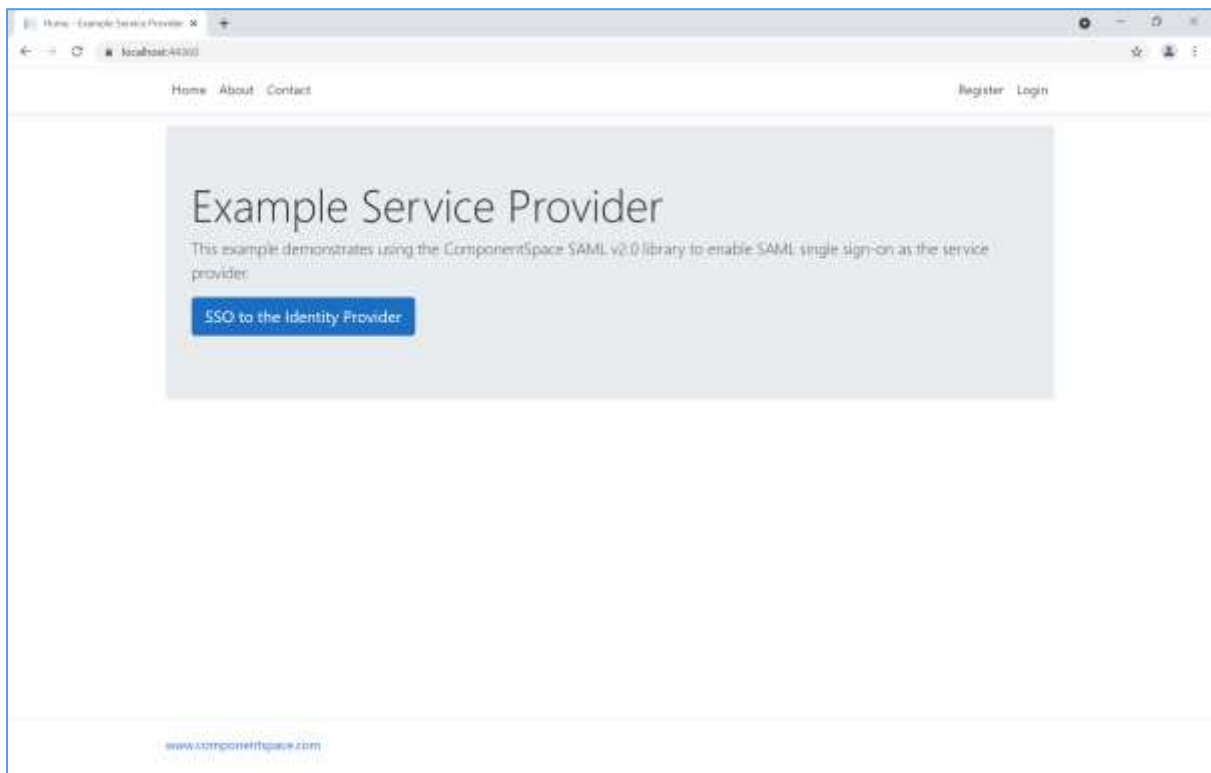 Home - Example Service Provider
localhost:44360
Home About Contact
Register Login
Example Service Provider
This example demonstrates using the ComponentSpace SAML v2.0 library to enable SAML single sign-on as the service
provider.
SSO to the Identity Provider
www.componentspace.com